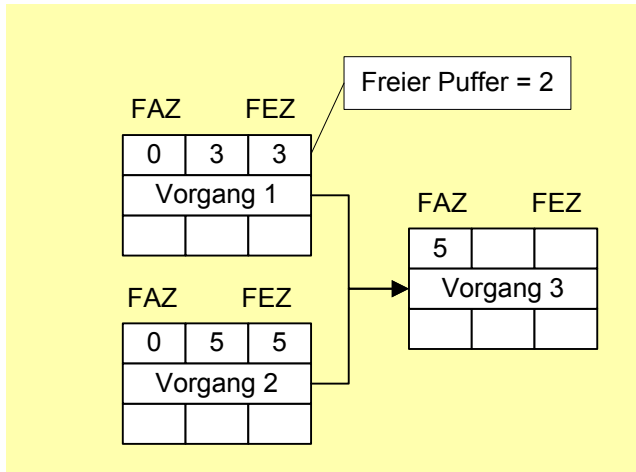 Freier Puffer = 2
FAZ FEZ
0 3 3
Vorgang 1
FAZ FEZ
5
Vorgang 3
FAZ FEZ
0 5 5
Vorgang 2